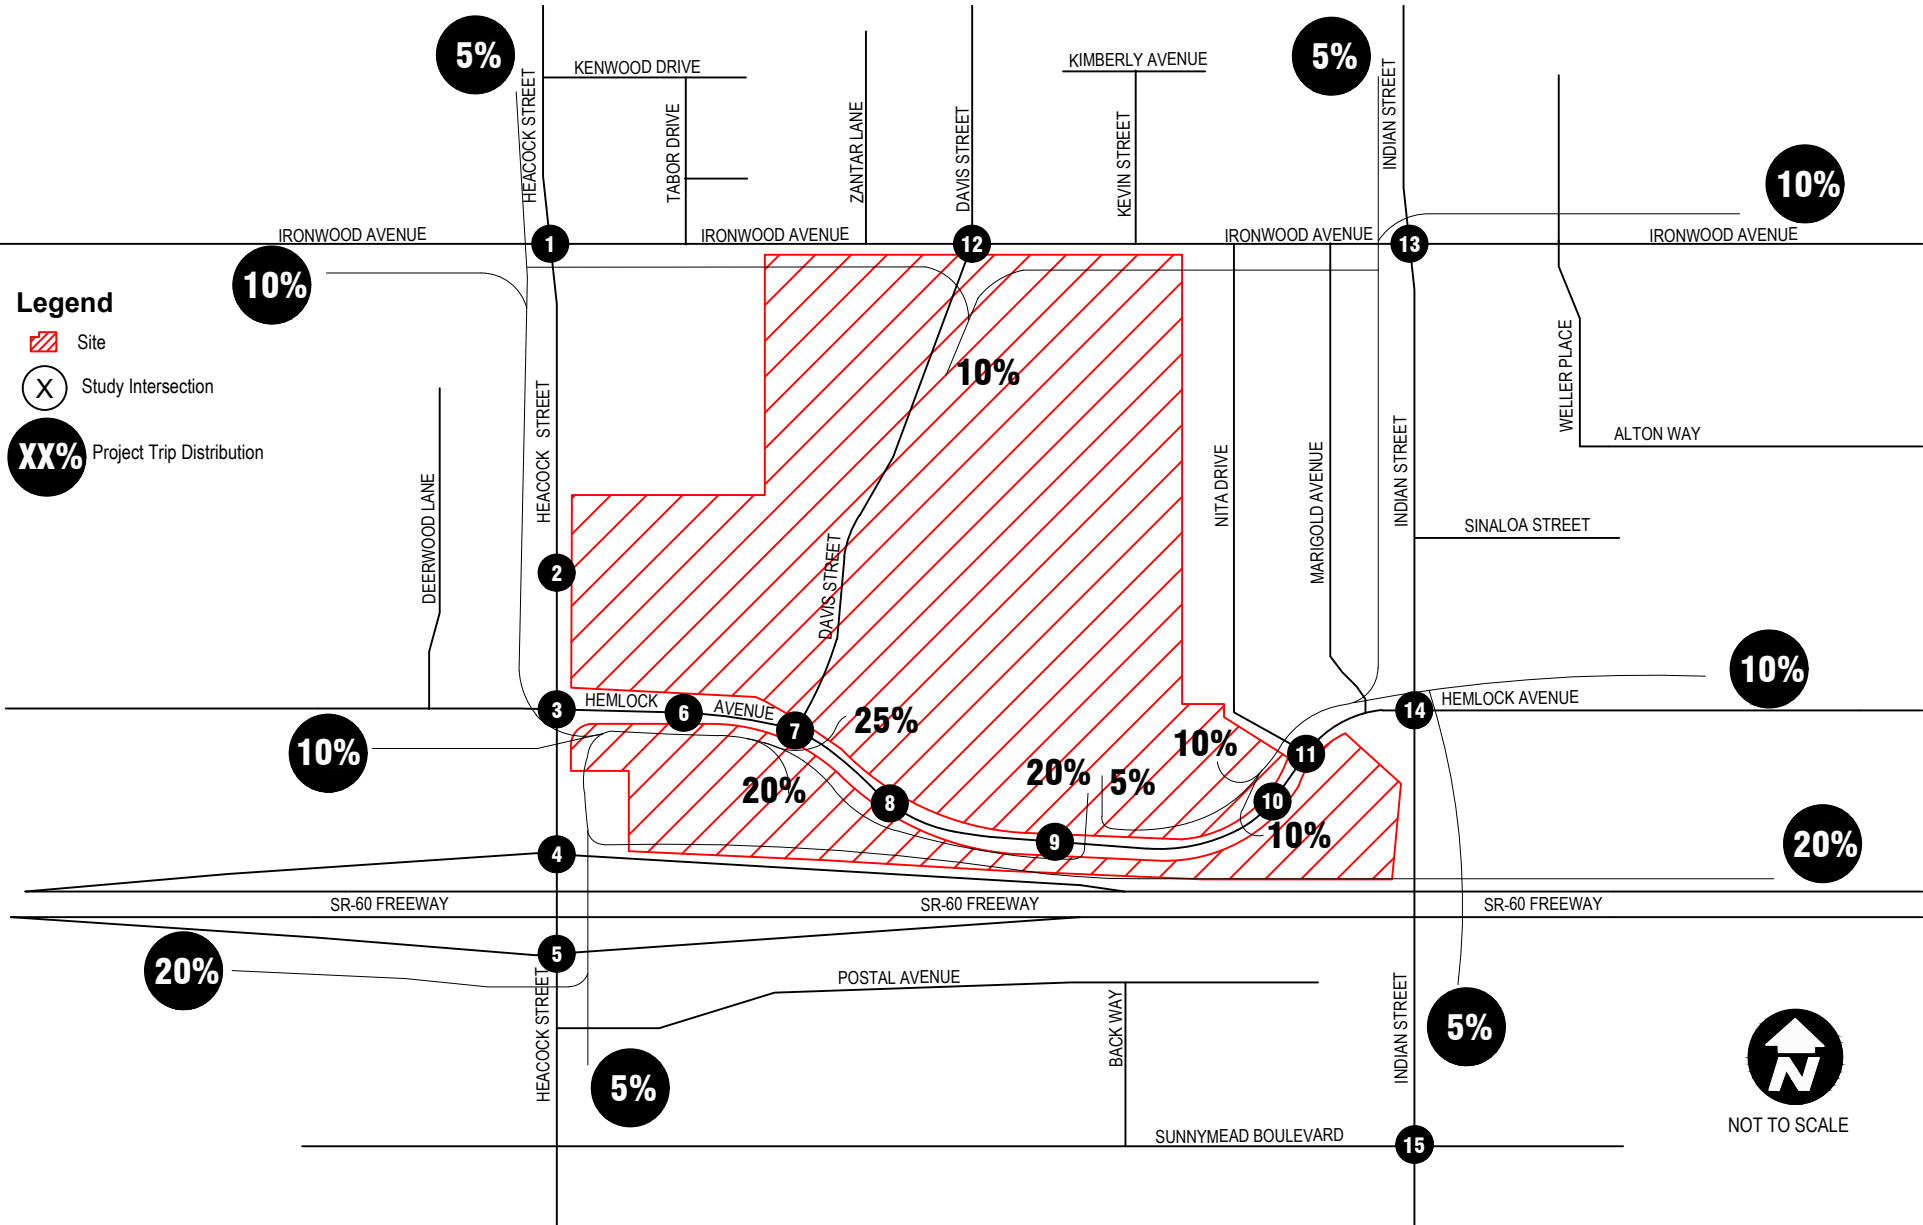 5%
5%
KENWOOD DRIVE
KIMBERLY AVENUE
HEACOCK STREET
TABOR DRIVE
ZANTAR LANE
DAVIS STREET
KEVIN STREET
INDIAN STREET
10%
IRONWOOD AVENUE
1
IRONWOOD AVENUE
12
IRONWOOD AVENUE
13
IRONWOOD AVENUE
10%
Legend
Site
X Study Intersection
XX% Project Trip Distribution
10%
HEACOCK STREET
DEERWOOD LANE
2
DAVIS STREET
NITA DRIVE
MARIGOLD AVENUE
INDIAN STREET
WELLER PLACE
ALTON WAY
SINALOA STREET
10%
3
HEMLOCK
6
AVENUE
7
25%
14
HEMLOCK AVENUE
10%
10%
11
20%
20%
5%
8
10
10%
9
20%
4
SR-60 FREEWAY
SR-60 FREEWAY
SR-60 FREEWAY
5
20%
HEACOCK STREET
POSTAL AVENUE
BACK WAY
INDIAN STREET
5%
5%
SUNNYMEAD BOULEVARD
15
N
NOT TO SCALE